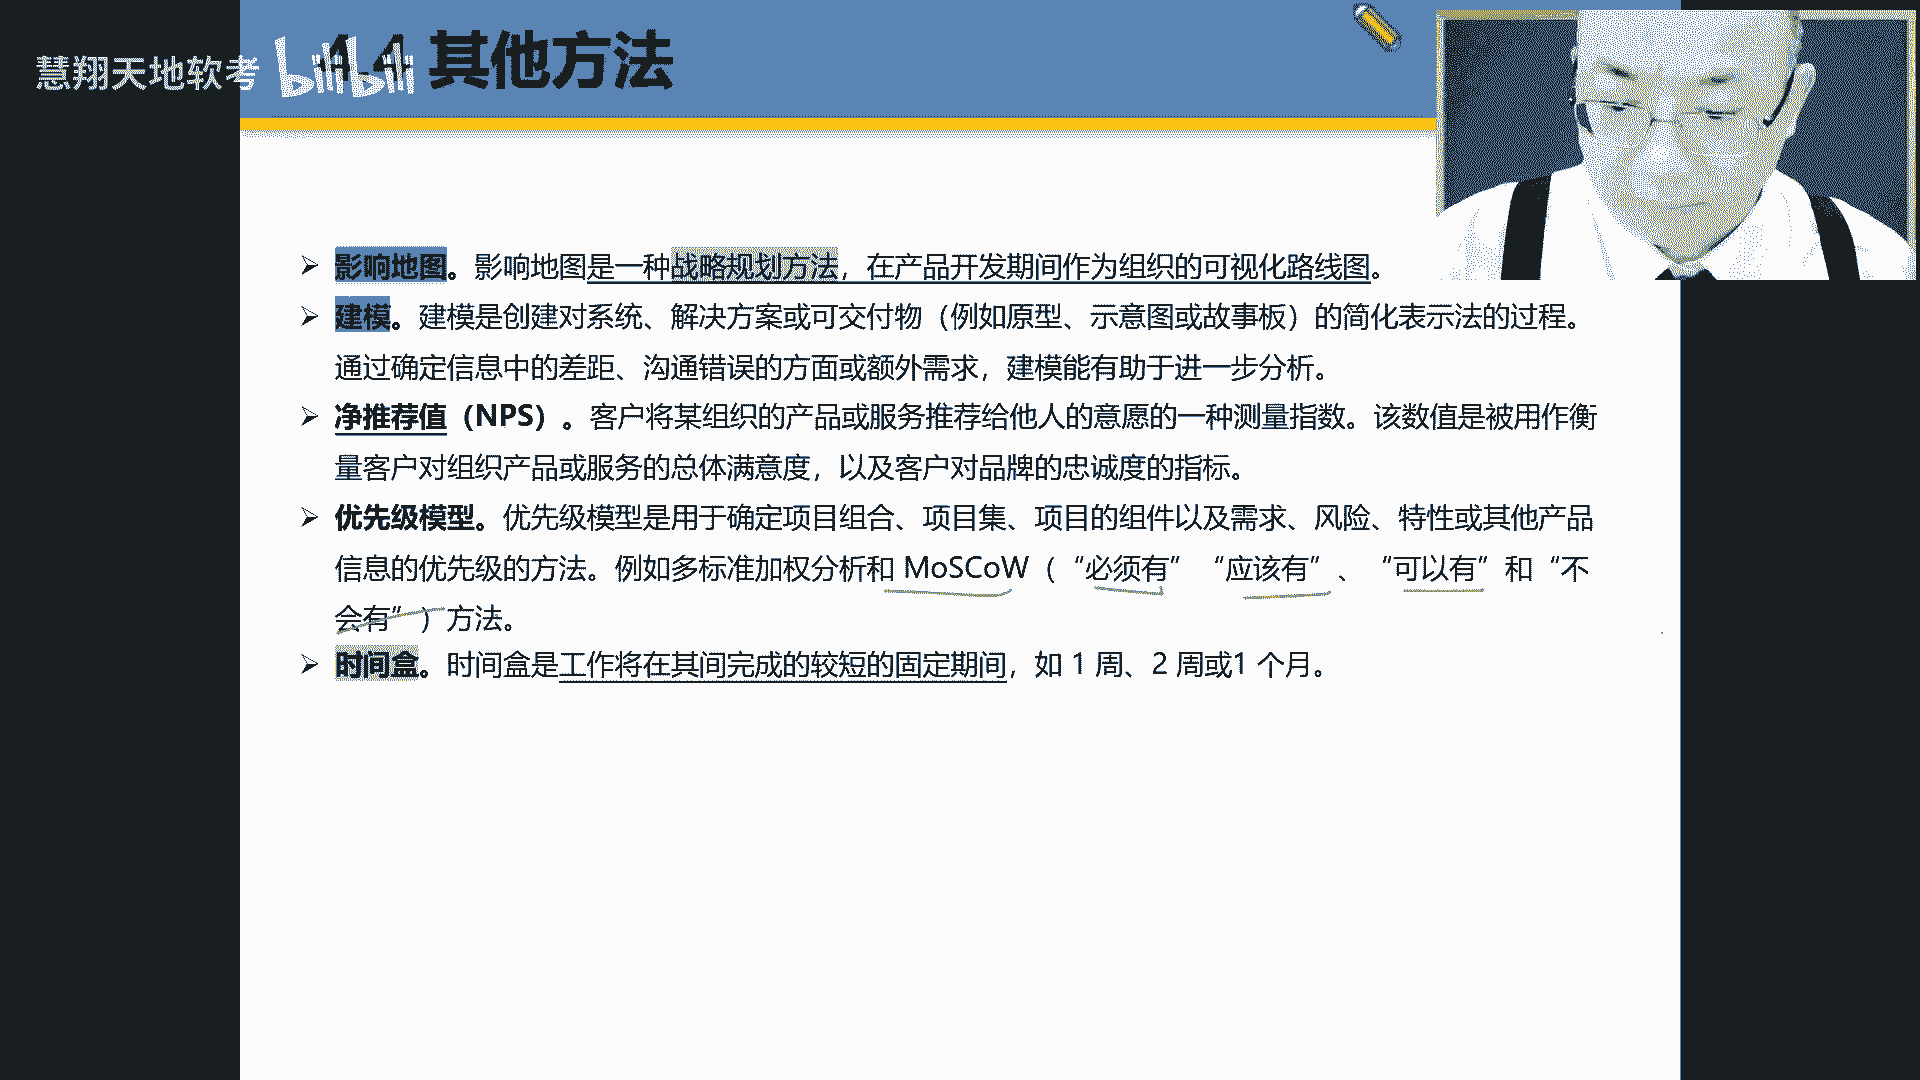 慧翔天地软考
bilibili
4.4 其他方法
➢ 影响地图。影响地图是一种战略规划方法，在产品开发期间作为组织的可视化路线图。
➢ 建模。建模是创建对系统、解决方案或可交付物（例如原型、示意图或故事板）的简化表示法的过程。
通过确定信息中的差距、沟通错误的方面或额外需求，建模能有助于进一步分析。
➢ 净推荐值（NPS）。客户将某组织的产品或服务推荐给他人的意愿的一种测量指数。该数值是被用作衡
量客户对组织产品或服务的总体满意度，以及客户对品牌的忠诚度的指标。
➢ 优先级模型。优先级模型是用于确定项目组合、项目集、项目的组件以及需求、风险、特性或其他产品
信息的优先级的方法。例如多标准加权分析和 MoSCoW（“必须有”“应该有”、“可以有”和“不
会有”）方法。
➢ 时间盒。时间盒是工作将在其间完成的较短的固定期间，如 1 周、2 周或1 个月。